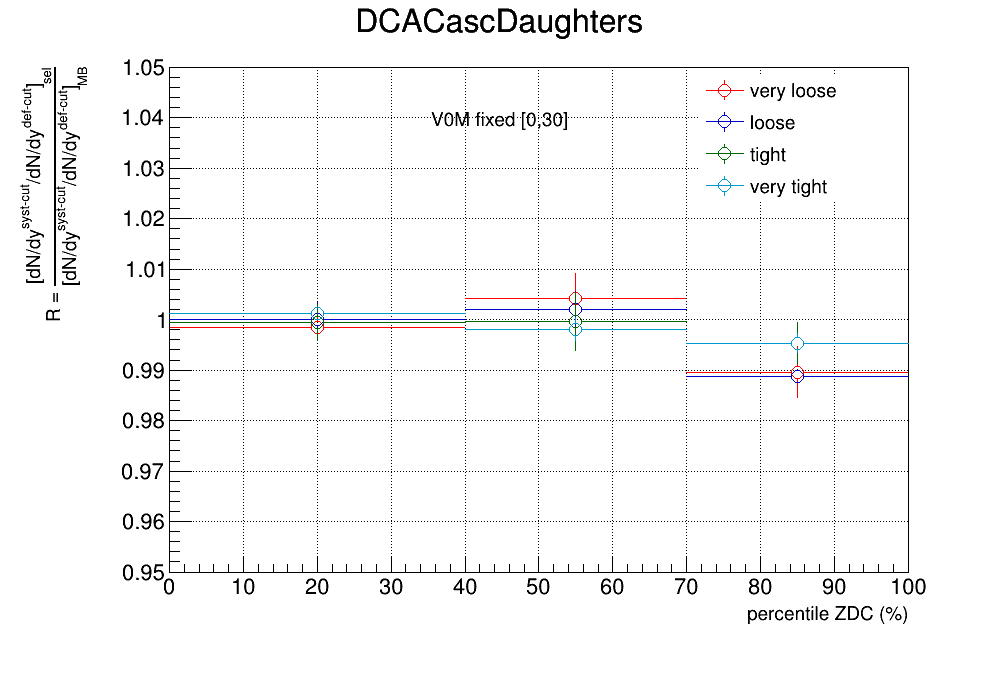 DCACascDaughters
R = [dN/dy^syst-cut/dN/dy^def-cut]_sel
[dN/dy^syst-cut/dN/dy^def-cut]_MB
1.05
1.04
1.03
1.02
1.01
1
0.99
0.98
0.97
0.96
0.95
V0M fixed [0,30]
very loose
loose
tight
very tight
0 10 20 30 40 50 60 70 80 90 100
percentile ZDC (%)